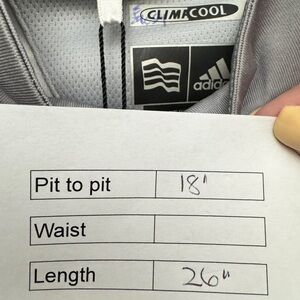 CLIMACOOL
adidas
Pit to pit 18"
Waist
Length 26"